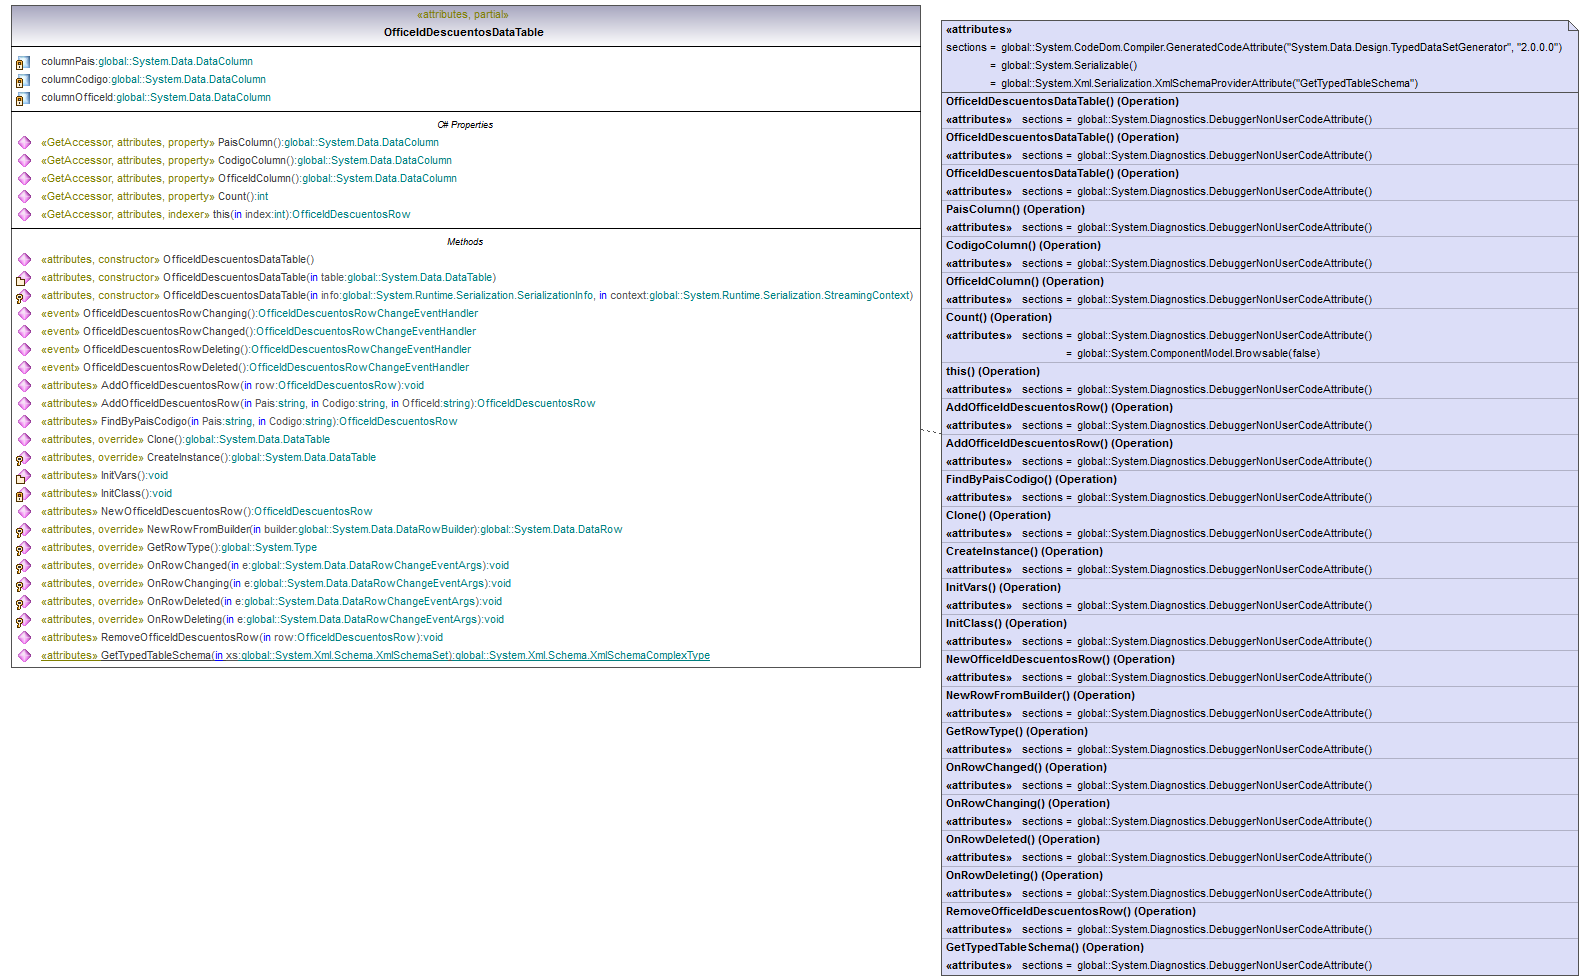 «attributes, partial»
OfficeIdDescuentosDataTable
columnPais:global::System.Data.DataColumn
columnCodigo:global::System.Data.DataColumn
columnOfficeId:global::System.Data.DataColumn
C# Properties
«GetAccessor, attributes, property» PaisColumn():global::System.Data.DataColumn
«GetAccessor, attributes, property» CodigoColumn():global::System.Data.DataColumn
«GetAccessor, attributes, property» OfficeIdColumn():global::System.Data.DataColumn
«GetAccessor, attributes, property» Count():int
«GetAccessor, attributes, indexer» this(in index:int):OfficeIdDescuentosRow
Methods
«attributes, constructor» OfficeIdDescuentosDataTable()
«attributes, constructor» OfficeIdDescuentosDataTable(in table:global::System.Data.DataTable)
«attributes, constructor» OfficeIdDescuentosDataTable(in info:global::System.Runtime.Serialization.SerializationInfo, in context:global::System.Runtime.Serialization.StreamingContext)
«event» OfficeIdDescuentosRowChanging():OfficeIdDescuentosRowChangeEventHandler
«event» OfficeIdDescuentosRowChanged():OfficeIdDescuentosRowChangeEventHandler
«event» OfficeIdDescuentosRowDeleting():OfficeIdDescuentosRowChangeEventHandler
«event» OfficeIdDescuentosRowDeleted():OfficeIdDescuentosRowChangeEventHandler
«attributes» AddOfficeIdDescuentosRow(in row:OfficeIdDescuentosRow):void
«attributes» AddOfficeIdDescuentosRow(in Pais:string, in Codigo:string, in OfficeId:string):OfficeIdDescuentosRow
«attributes» FindByPaisCodigo(in Pais:string, in Codigo:string):OfficeIdDescuentosRow
«attributes, override» Clone():global::System.Data.DataTable
«attributes, override» CreateInstance():global::System.Data.DataTable
«attributes» InitVars():void
«attributes» InitClass():void
«attributes» NewOfficeIdDescuentosRow():OfficeIdDescuentosRow
«attributes, override» NewRowFromBuilder(in builder:global::System.Data.DataRowBuilder):global::System.Data.DataRow
«attributes, override» GetRowType():global::System.Type
«attributes, override» OnRowChanged(in e:global::System.Data.DataRowChangeEventArgs):void
«attributes, override» OnRowChanging(in e:global::System.Data.DataRowChangeEventArgs):void
«attributes, override» OnRowDeleted(in e:global::System.Data.DataRowChangeEventArgs):void
«attributes, override» OnRowDeleting(in e:global::System.Data.DataRowChangeEventArgs):void
«attributes» RemoveOfficeIdDescuentosRow(in row:OfficeIdDescuentosRow):void
«attributes» GetTypedTableSchema(in xs:global::System.Xml.Schema.XmlSchemaSet):global::System.Xml.Schema.XmlSchemaComplexType
«attributes»
sections = global::System.CodeDom.Compiler.GeneratedCodeAttribute("System.Data.Design.TypedDataSetGenerator", "2.0.0.0")
= global::System.Serializable()
= global::System.Xml.Serialization.XmlSchemaProviderAttribute("GetTypedTableSchema")
OfficeIdDescuentosDataTable() (Operation)
«attributes» sections = global::System.Diagnostics.DebuggerNonUserCodeAttribute()
OfficeIdDescuentosDataTable() (Operation)
«attributes» sections = global::System.Diagnostics.DebuggerNonUserCodeAttribute()
OfficeIdDescuentosDataTable() (Operation)
«attributes» sections = global::System.Diagnostics.DebuggerNonUserCodeAttribute()
PaisColumn() (Operation)
«attributes» sections = global::System.Diagnostics.DebuggerNonUserCodeAttribute()
CodigoColumn() (Operation)
«attributes» sections = global::System.Diagnostics.DebuggerNonUserCodeAttribute()
OfficeIdColumn() (Operation)
«attributes» sections = global::System.Diagnostics.DebuggerNonUserCodeAttribute()
Count() (Operation)
«attributes» sections = global::System.Diagnostics.DebuggerNonUserCodeAttribute()
= global::System.ComponentModel.Browsable(false)
this() (Operation)
«attributes» sections = global::System.Diagnostics.DebuggerNonUserCodeAttribute()
AddOfficeIdDescuentosRow() (Operation)
«attributes» sections = global::System.Diagnostics.DebuggerNonUserCodeAttribute()
AddOfficeIdDescuentosRow() (Operation)
«attributes» sections = global::System.Diagnostics.DebuggerNonUserCodeAttribute()
FindByPaisCodigo() (Operation)
«attributes» sections = global::System.Diagnostics.DebuggerNonUserCodeAttribute()
Clone() (Operation)
«attributes» sections = global::System.Diagnostics.DebuggerNonUserCodeAttribute()
CreateInstance() (Operation)
«attributes» sections = global::System.Diagnostics.DebuggerNonUserCodeAttribute()
InitVars() (Operation)
«attributes» sections = global::System.Diagnostics.DebuggerNonUserCodeAttribute()
InitClass() (Operation)
«attributes» sections = global::System.Diagnostics.DebuggerNonUserCodeAttribute()
NewOfficeIdDescuentosRow() (Operation)
«attributes» sections = global::System.Diagnostics.DebuggerNonUserCodeAttribute()
NewRowFromBuilder() (Operation)
«attributes» sections = global::System.Diagnostics.DebuggerNonUserCodeAttribute()
GetRowType() (Operation)
«attributes» sections = global::System.Diagnostics.DebuggerNonUserCodeAttribute()
OnRowChanged() (Operation)
«attributes» sections = global::System.Diagnostics.DebuggerNonUserCodeAttribute()
OnRowChanging() (Operation)
«attributes» sections = global::System.Diagnostics.DebuggerNonUserCodeAttribute()
OnRowDeleted() (Operation)
«attributes» sections = global::System.Diagnostics.DebuggerNonUserCodeAttribute()
OnRowDeleting() (Operation)
«attributes» sections = global::System.Diagnostics.DebuggerNonUserCodeAttribute()
RemoveOfficeIdDescuentosRow() (Operation)
«attributes» sections = global::System.Diagnostics.DebuggerNonUserCodeAttribute()
GetTypedTableSchema() (Operation)
«attributes» sections = global::System.Diagnostics.DebuggerNonUserCodeAttribute()